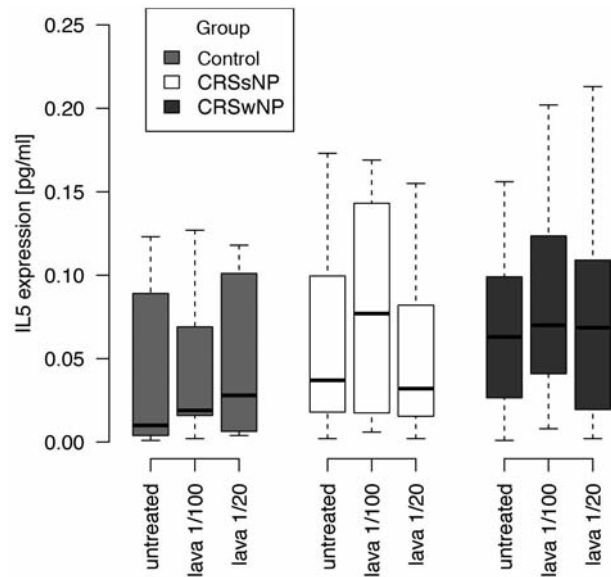 Group
Control
CRSsNP
CRSwNP
IL5 expression [pg/ml]
0.25
0.20
0.15
0.10
0.05
0.00
untreated
lava 1/100
lava 1/20
untreated
lava 1/100
lava 1/20
untreated
lava 1/100
lava 1/20